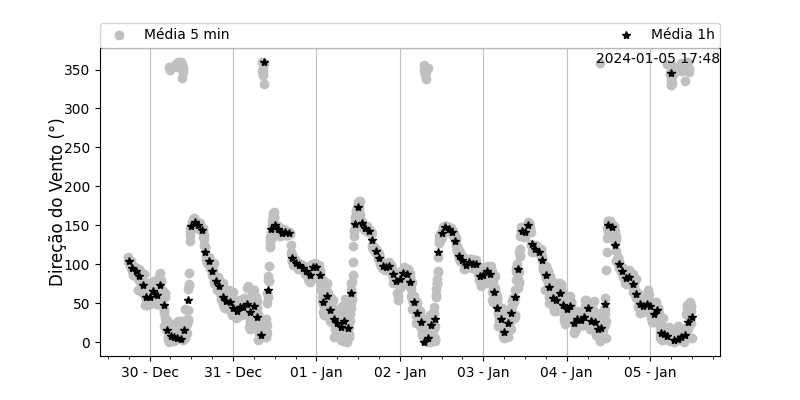 Média 5 min
Média 1h
2024-01-05 17:48
Direção do Vento (°)
350
300
250
200
150
100
50
0
30 - Dec
31 - Dec
01 - Jan
02 - Jan
03 - Jan
04 - Jan
05 - Jan